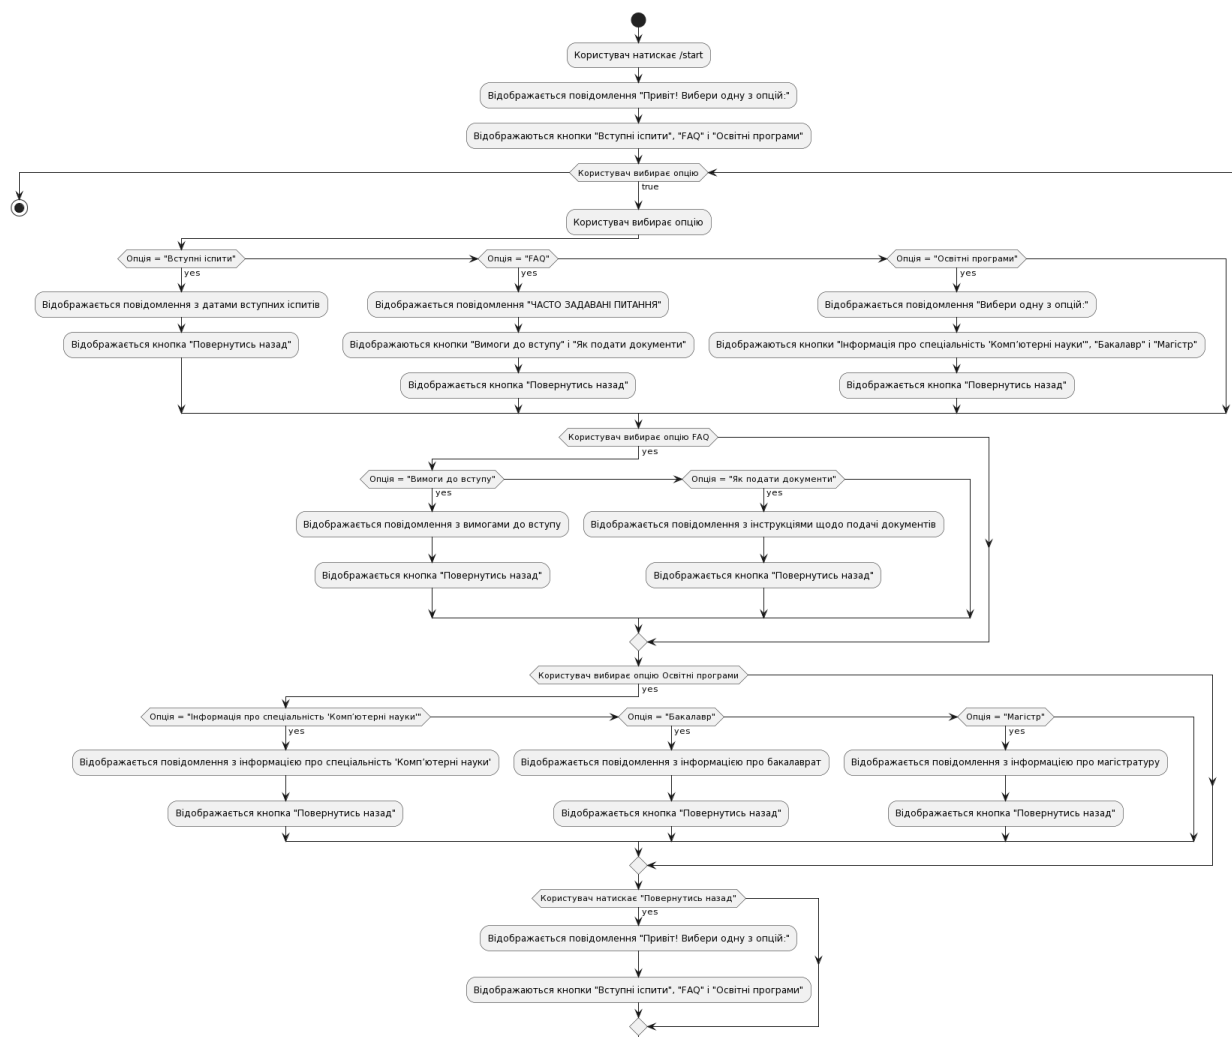 Користувач натискає /start
Відображається повідомлення "Привіт! Вибери одну з опцій:"
Відображаються кнопки "Вступні іспити", "FAQ" і "Освітні програми"
Користувач вибирає опцію
true
Користувач вибирає опцію
Опція = "Вступні іспити"
yes
Відображається повідомлення з датами вступних іспитів
Відображається кнопка "Повернутись назад"
Опція = "FAQ"
yes
Відображається повідомлення "ЧАСТО ЗАДАВАНІ ПИТАННЯ"
Відображаються кнопки "Вимоги до вступу" і "Як подати документи"
Відображається кнопка "Повернутись назад"
Опція = "Освітні програми"
yes
Відображається повідомлення "Вибери одну з опцій:"
Відображаються кнопки "Інформація про спеціальність 'Комп'ютерні науки'", "Бакалавр" і "Магістр"
Відображається кнопка "Повернутись назад"
Користувач вибирає опцію FAQ
yes
Опція = "Вимоги до вступу"
yes
Відображається повідомлення з вимогами до вступу
Відображається кнопка "Повернутись назад"
Опція = "Як подати документи"
yes
Відображається повідомлення з інструкціями щодо подачі документів
Відображається кнопка "Повернутись назад"
Користувач вибирає опцію Освітні програми
yes
Опція = "Інформація про спеціальність 'Комп'ютерні науки'"
yes
Відображається повідомлення з інформацією про спеціальність 'Комп'ютерні науки'
Відображається кнопка "Повернутись назад"
Опція = "Бакалавр"
yes
Відображається повідомлення з інформацією про бакалаврат
Відображається кнопка "Повернутись назад"
Опція = "Магістр"
yes
Відображається повідомлення з інформацією про магістратуру
Відображається кнопка "Повернутись назад"
Користувач натискає "Повернутись назад"
yes
Відображається повідомлення "Привіт! Вибери одну з опцій:"
Відображаються кнопки "Вступні іспити", "FAQ" і "Освітні програми"